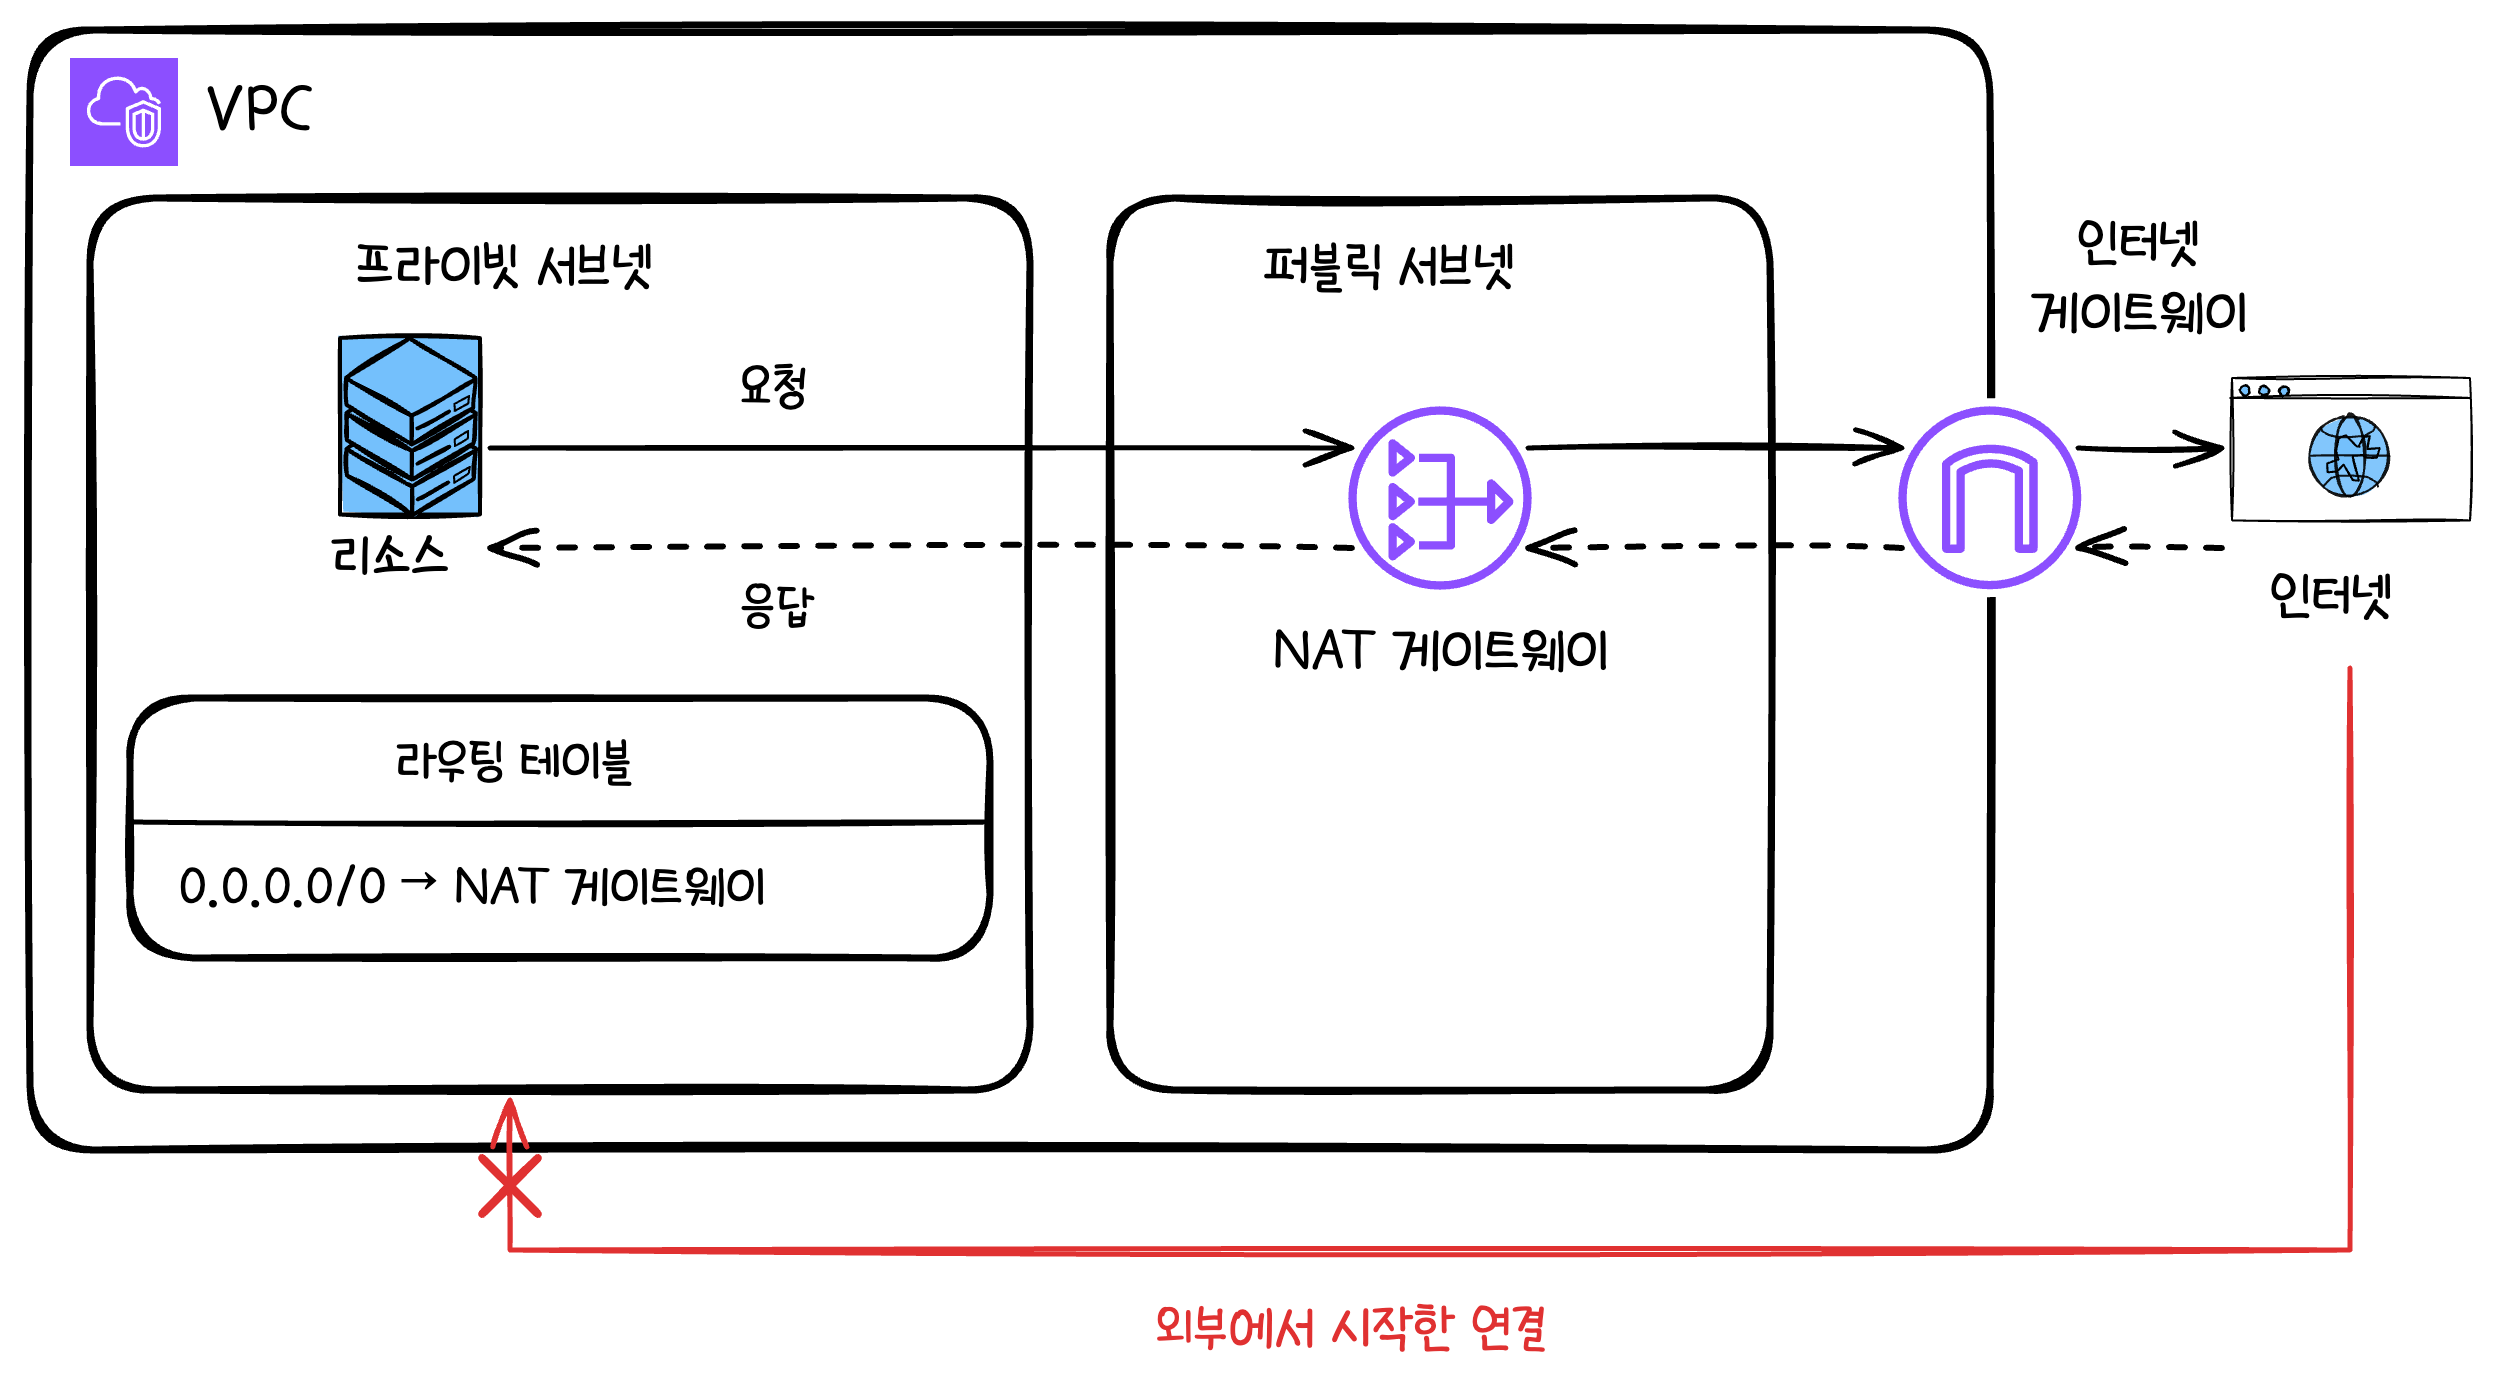 VPC
프라이빗 서브넷
퍼블릭 서브넷
인터넷
게이트웨이
요청
리소스
응답
NAT 게이트웨이
인터넷
라우팅 테이블
0.0.0.0/0 → NAT 게이트웨이
외부에서 시작한 연결